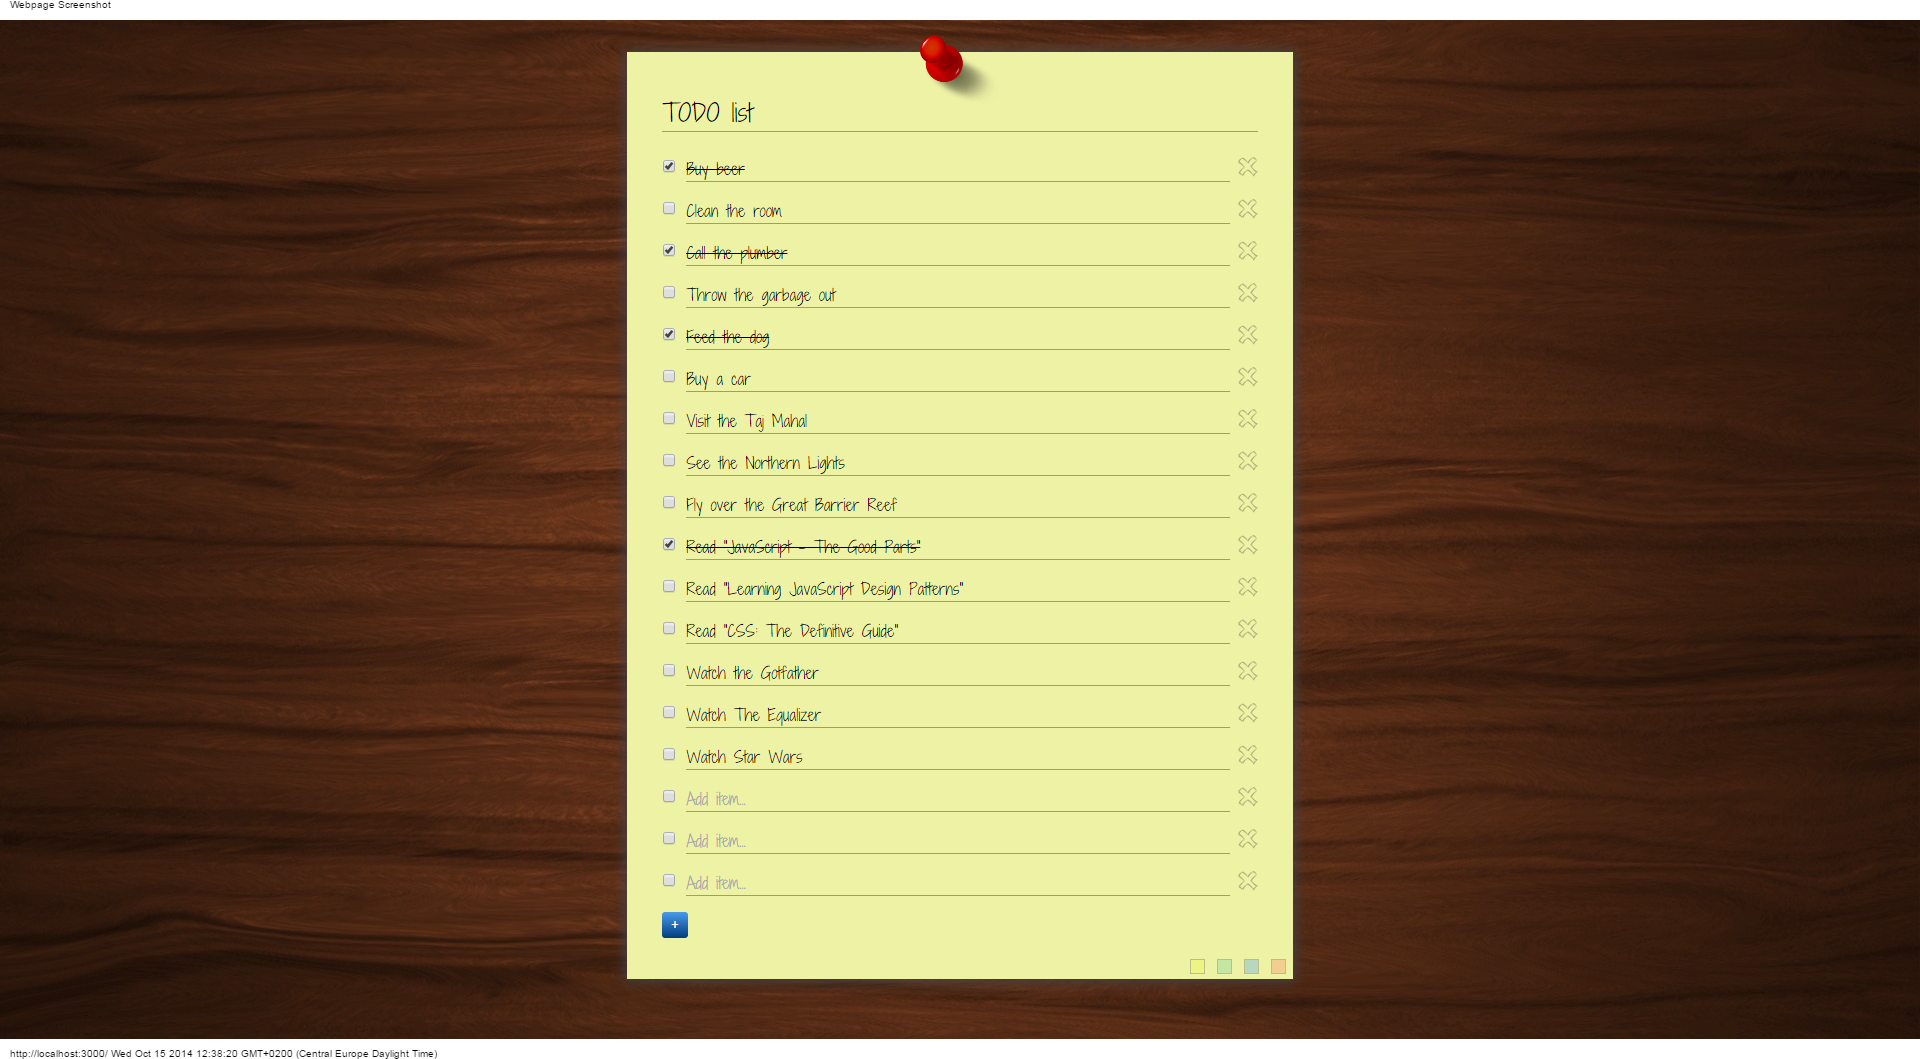 Webpage Screenshot
TODO list
Buy beer
Clean the room
Call the plumber
Throw the garbage out
Feed the dog
Buy a car
Visit the Taj Mahal
See the Northern Lights
Fly over the Great Barrier Reef
Read "JavaScript - The Good Parts"
Read "Learning JavaScript Design Patterns"
Read "CSS: The Definitive Guide"
Watch the Gotfather
Watch The Equalizer
Watch Star Wars
Add item...
Add item...
Add item...
+
http://localhost:3000/ Wed Oct 15 2014 12:38:20 GMT+0200 (Central Europe Daylight Time)